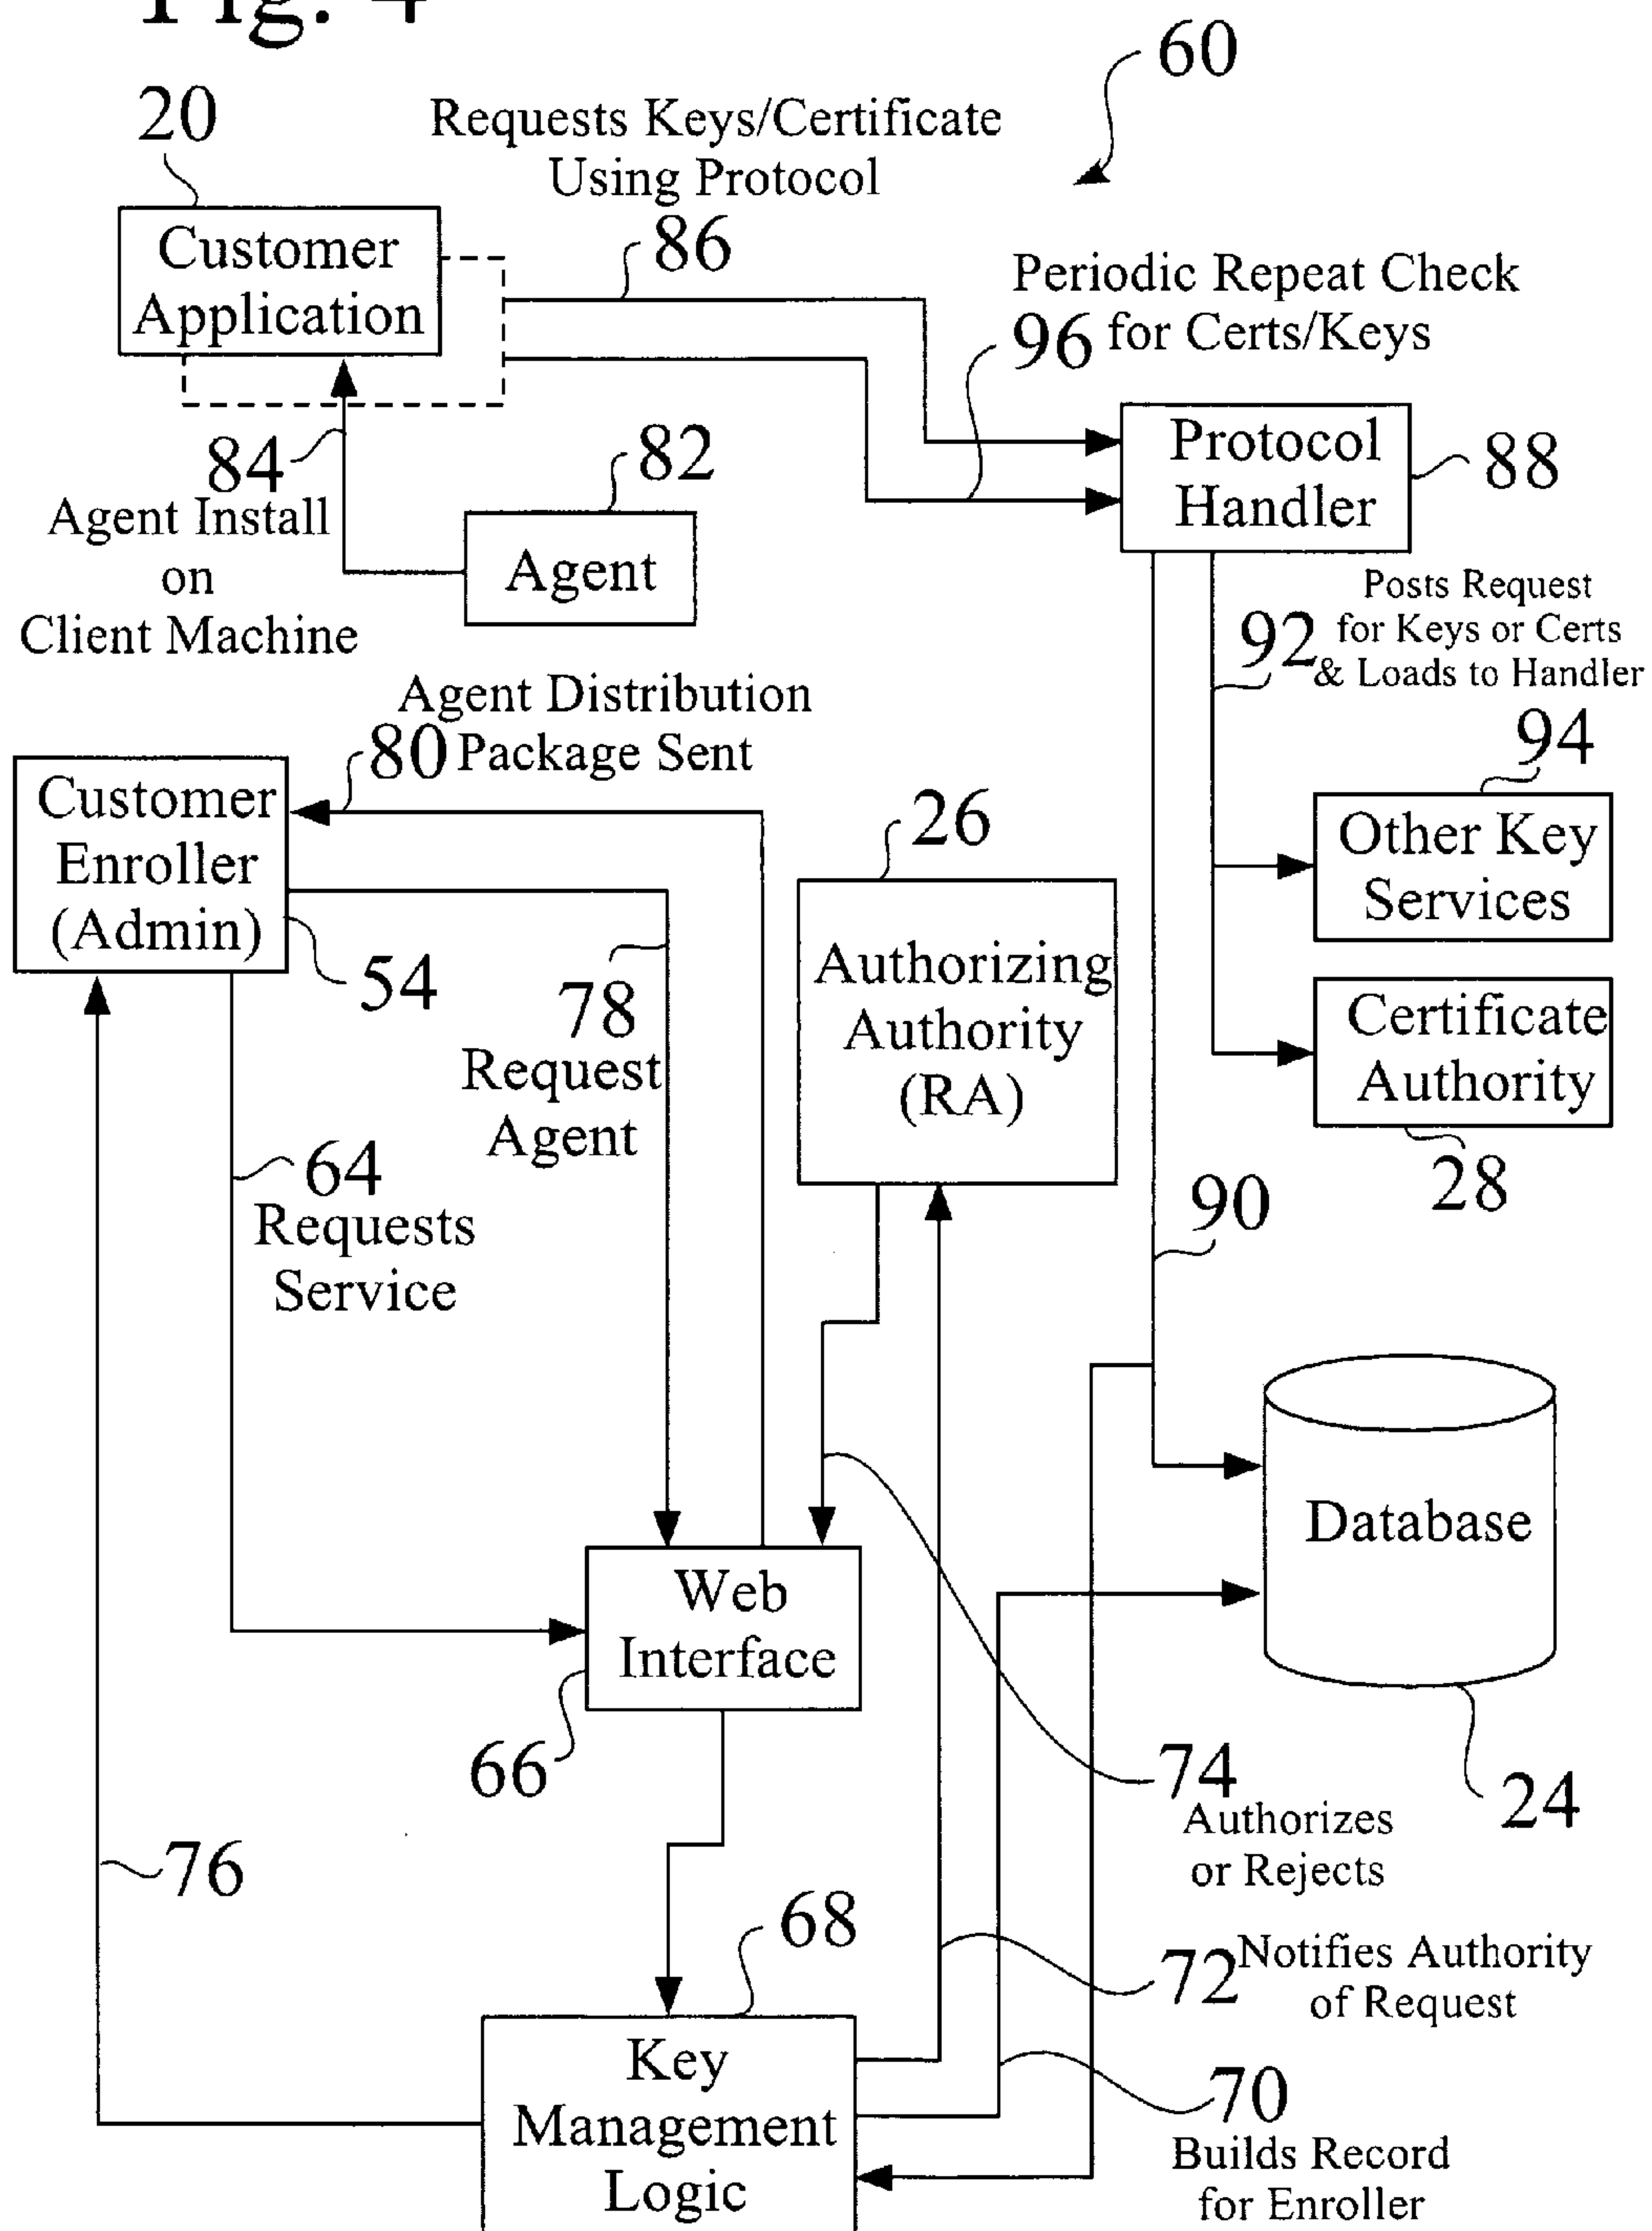 Fig. 4
60
20
Requests Keys/Certificate
Using Protocol
Customer
Application
86
Periodic Repeat Check
96 for Certs/Keys
84
Agent Install
on
Client Machine
82
Agent
Protocol
Handler
88
Posts Request
92 for Keys or Certs
& Loads to Handler
94
Other Key
Services
Certificate
Authority
28
Agent Distribution
80 Package Sent
Customer
Enroller
(Admin)
54
26
Authorizing
Authority
(RA)
78
Request
Agent
64
Requests
Service
90
Database
24
Web
Interface
66
74
Authorizes
or Rejects
76
68
72 Notifies Authority
of Request
Key
Management
Logic
70
Builds Record
for Enroller